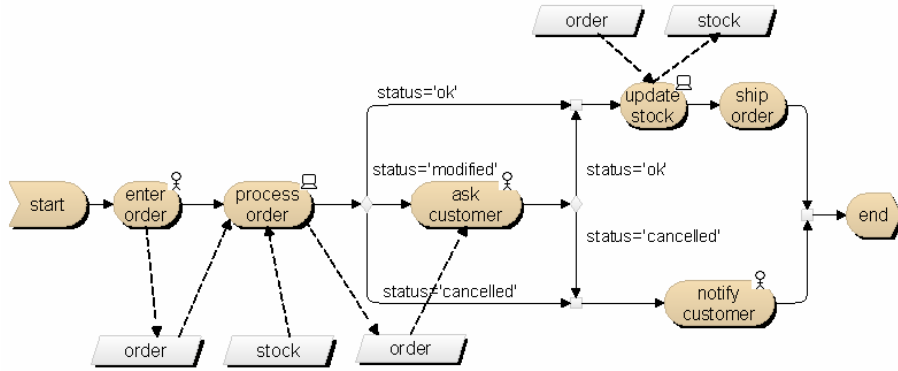 order
stock
status='ok'
update
stock
ship
order
status='modified'
status='ok'
start
enter
order
process
order
ask
customer
end
status='cancelled'
status='cancelled'
notify
customer
order
stock
order